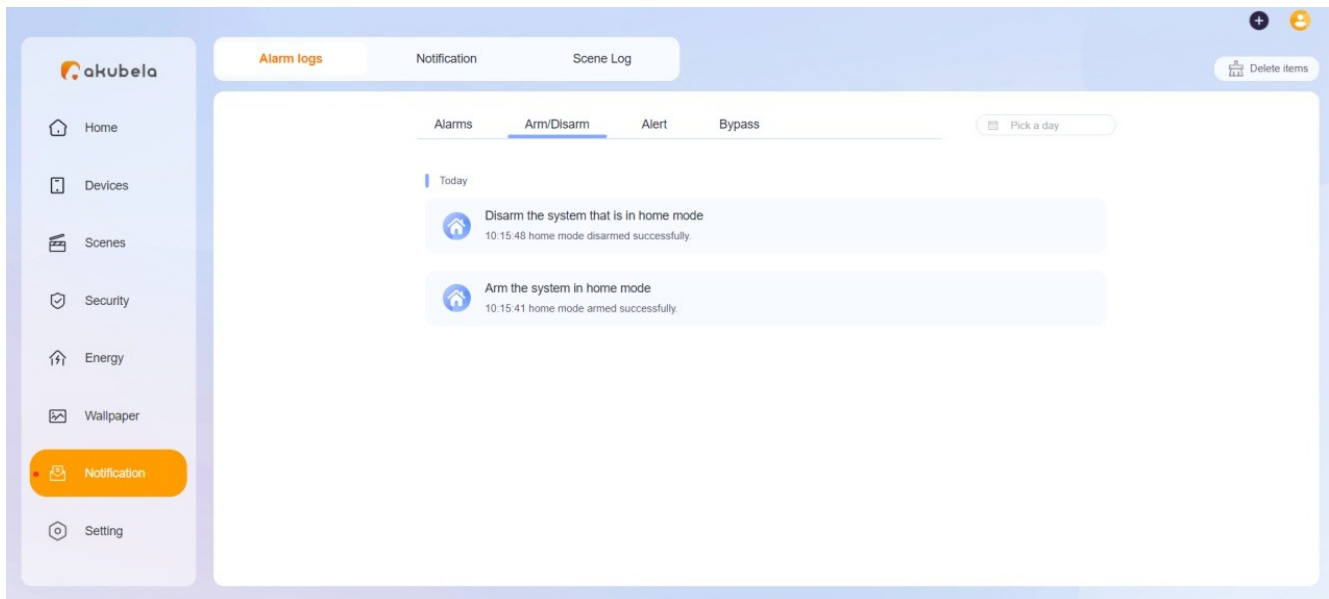 akubela
Home
Devices
Scenes
Security
Energy
Wallpaper
Notification
Setting
Alarm logs
Notification
Scene Log
Delete items
Alarms
Arm/Disarm
Alert
Bypass
Pick a day
Today
Disarm the system that is in home mode
10:15:48 home mode disarmed successfully.
Arm the system in home mode
10:15:41 home mode armed successfully.